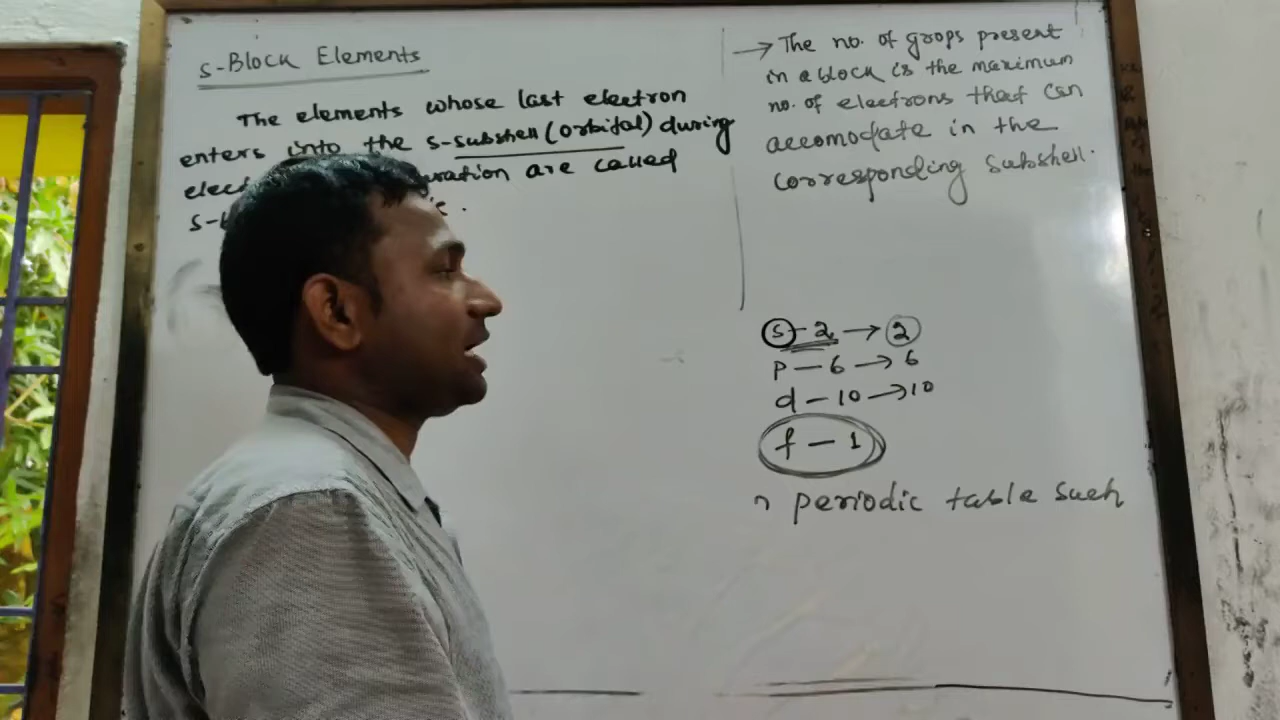 s-Block Elements
The elements whose last electron
enters into the s-subshell (orbital) during
are called
→ The no. of grops present
in a block is the maximum
no. of electrons that can
accomodate in the
corresponding subshell.
s - 2 → 2
p - 6 → 6
d - 10 → 10
f - 1
periodic table such